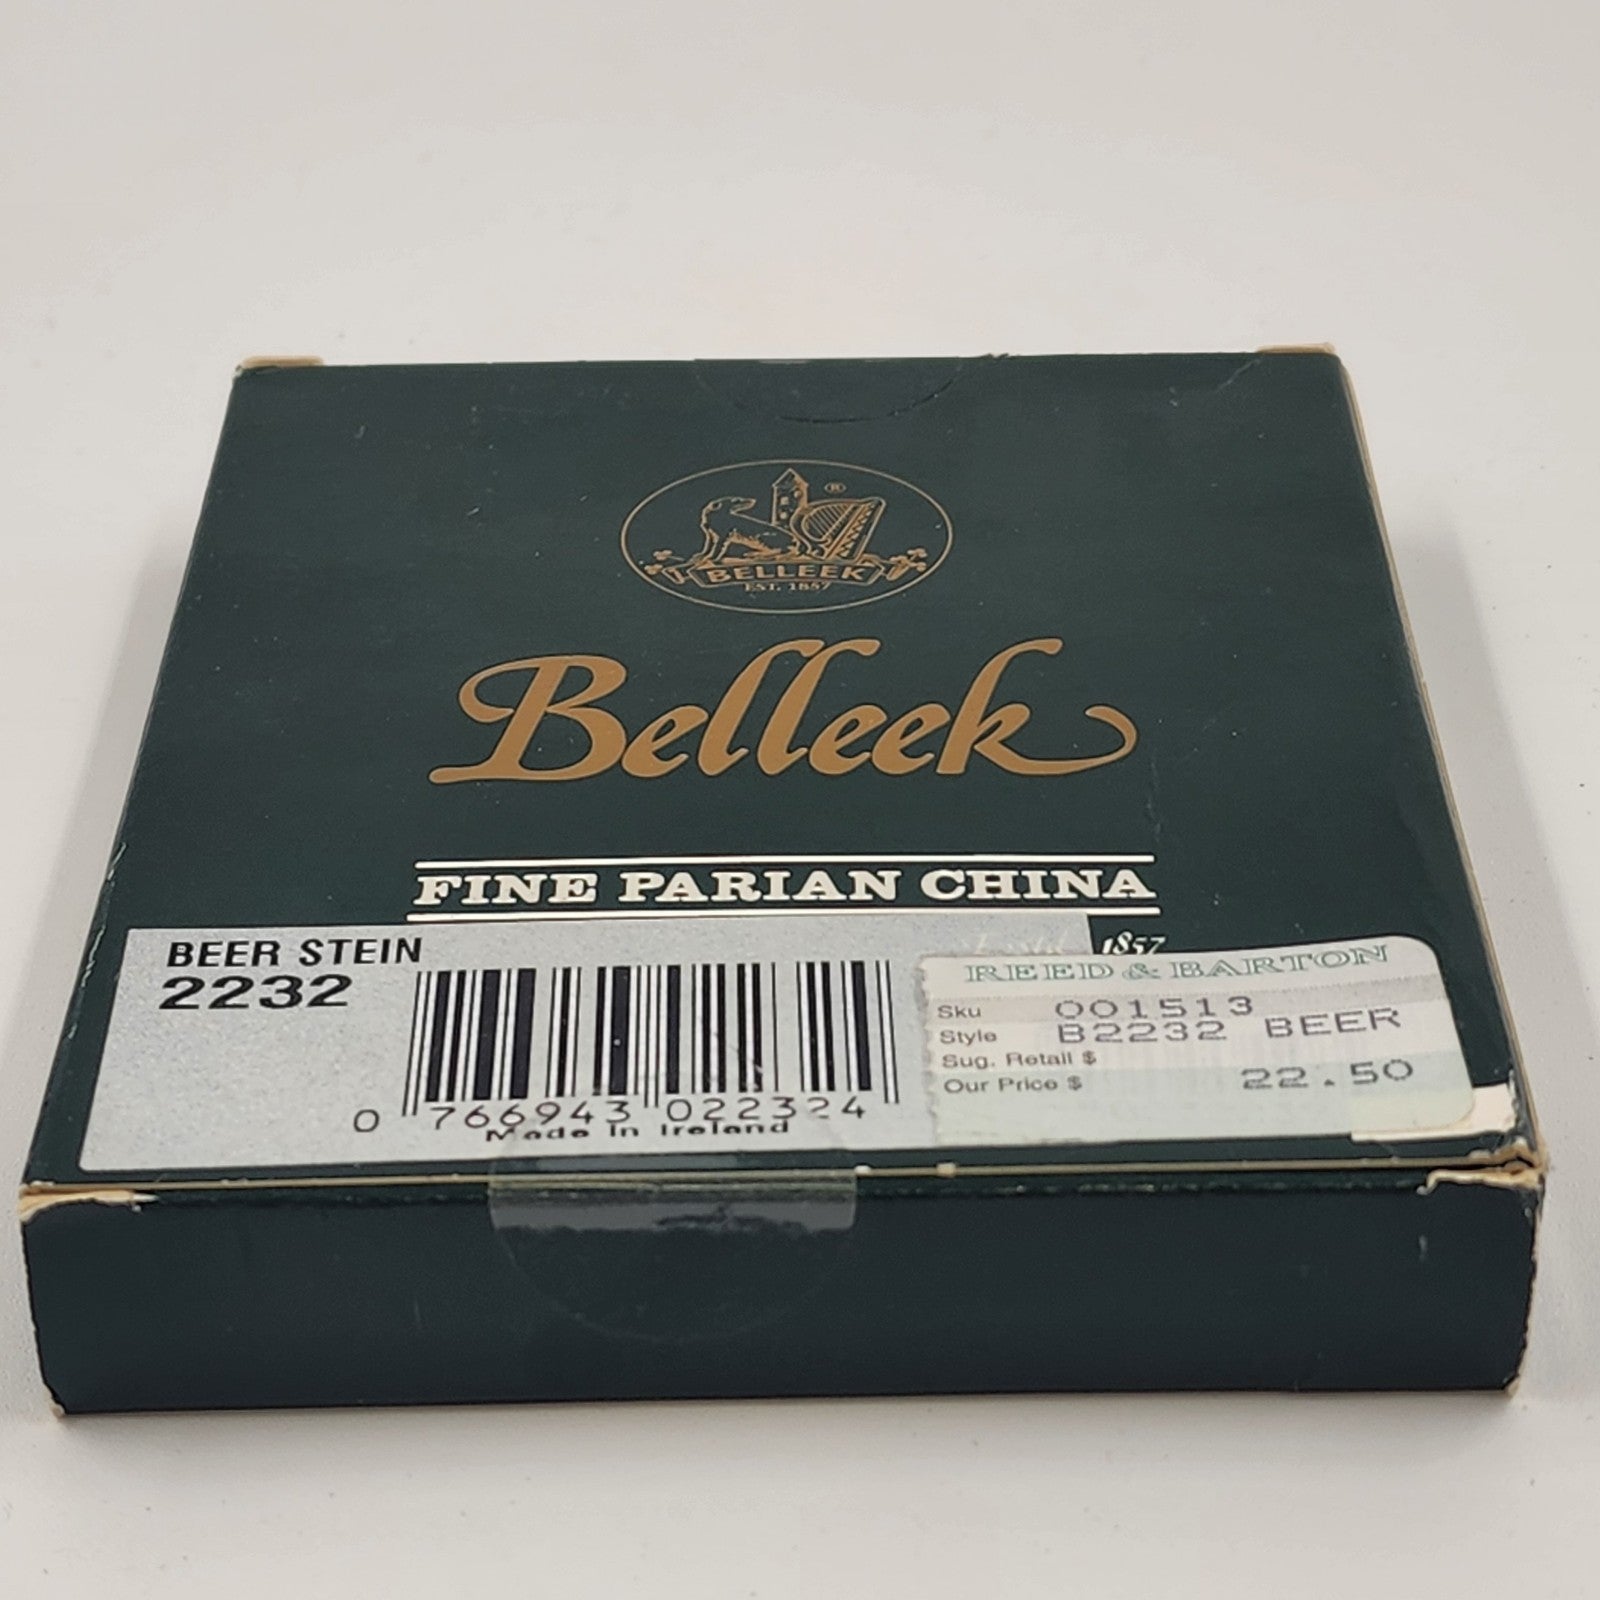 ®
BELLEEK
EST. 1857
Belleek
FINE PARIAN CHINA
1857
BEER STEIN
2232
0 766943 022324
Made In Ireland
REED & BARTON
Sku 001513
Style B2232 BEER
Sug. Retail $
Our Price $ 22.50